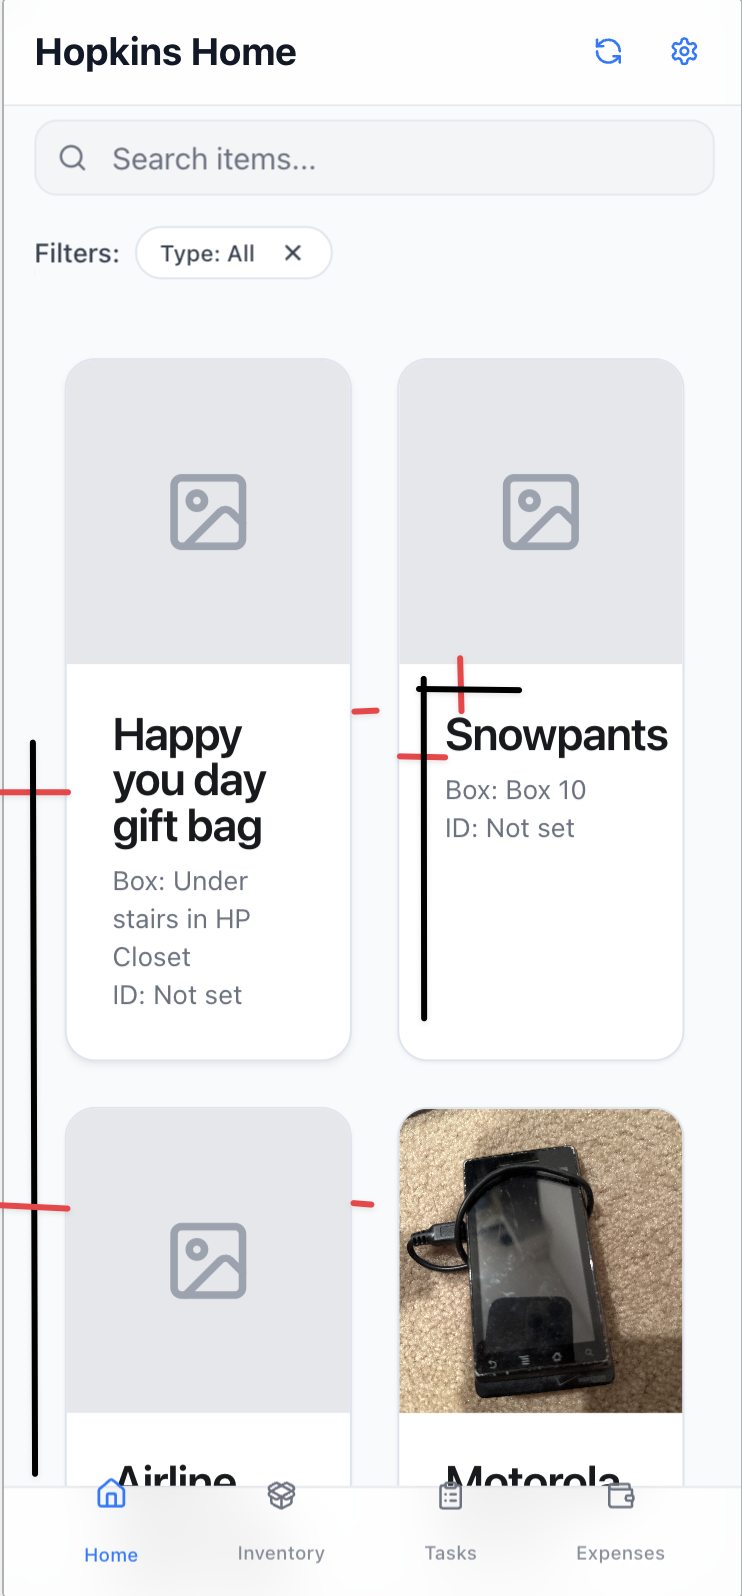 Hopkins Home
Search items...
Filters:
Type: All
Happy
you day
gift bag
Box: Under
stairs in HP
Closet
ID: Not set
Snowpants
Box: Box 10
ID: Not set
Airline
Motorola
Home
Inventory
Tasks
Expenses